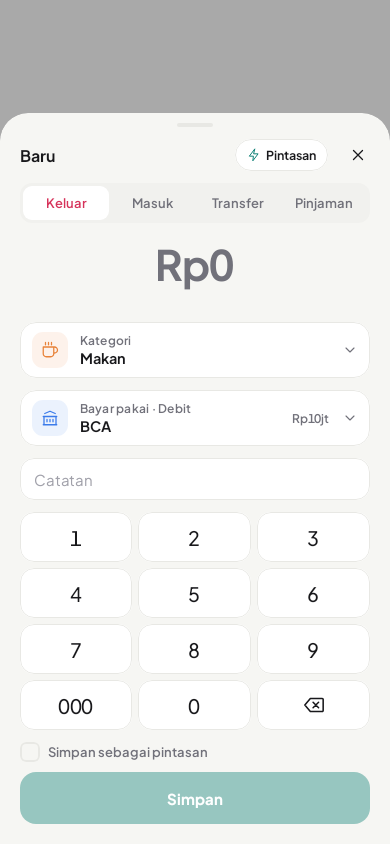 Baru
Pintasan
Keluar Masuk Transfer Pinjaman
Rp0
Kategori
Makan
Bayar pakai · Debit
BCA
Rp10jt
Catatan
1 2 3
4 5 6
7 8 9
000 0
Simpan sebagai pintasan
Simpan